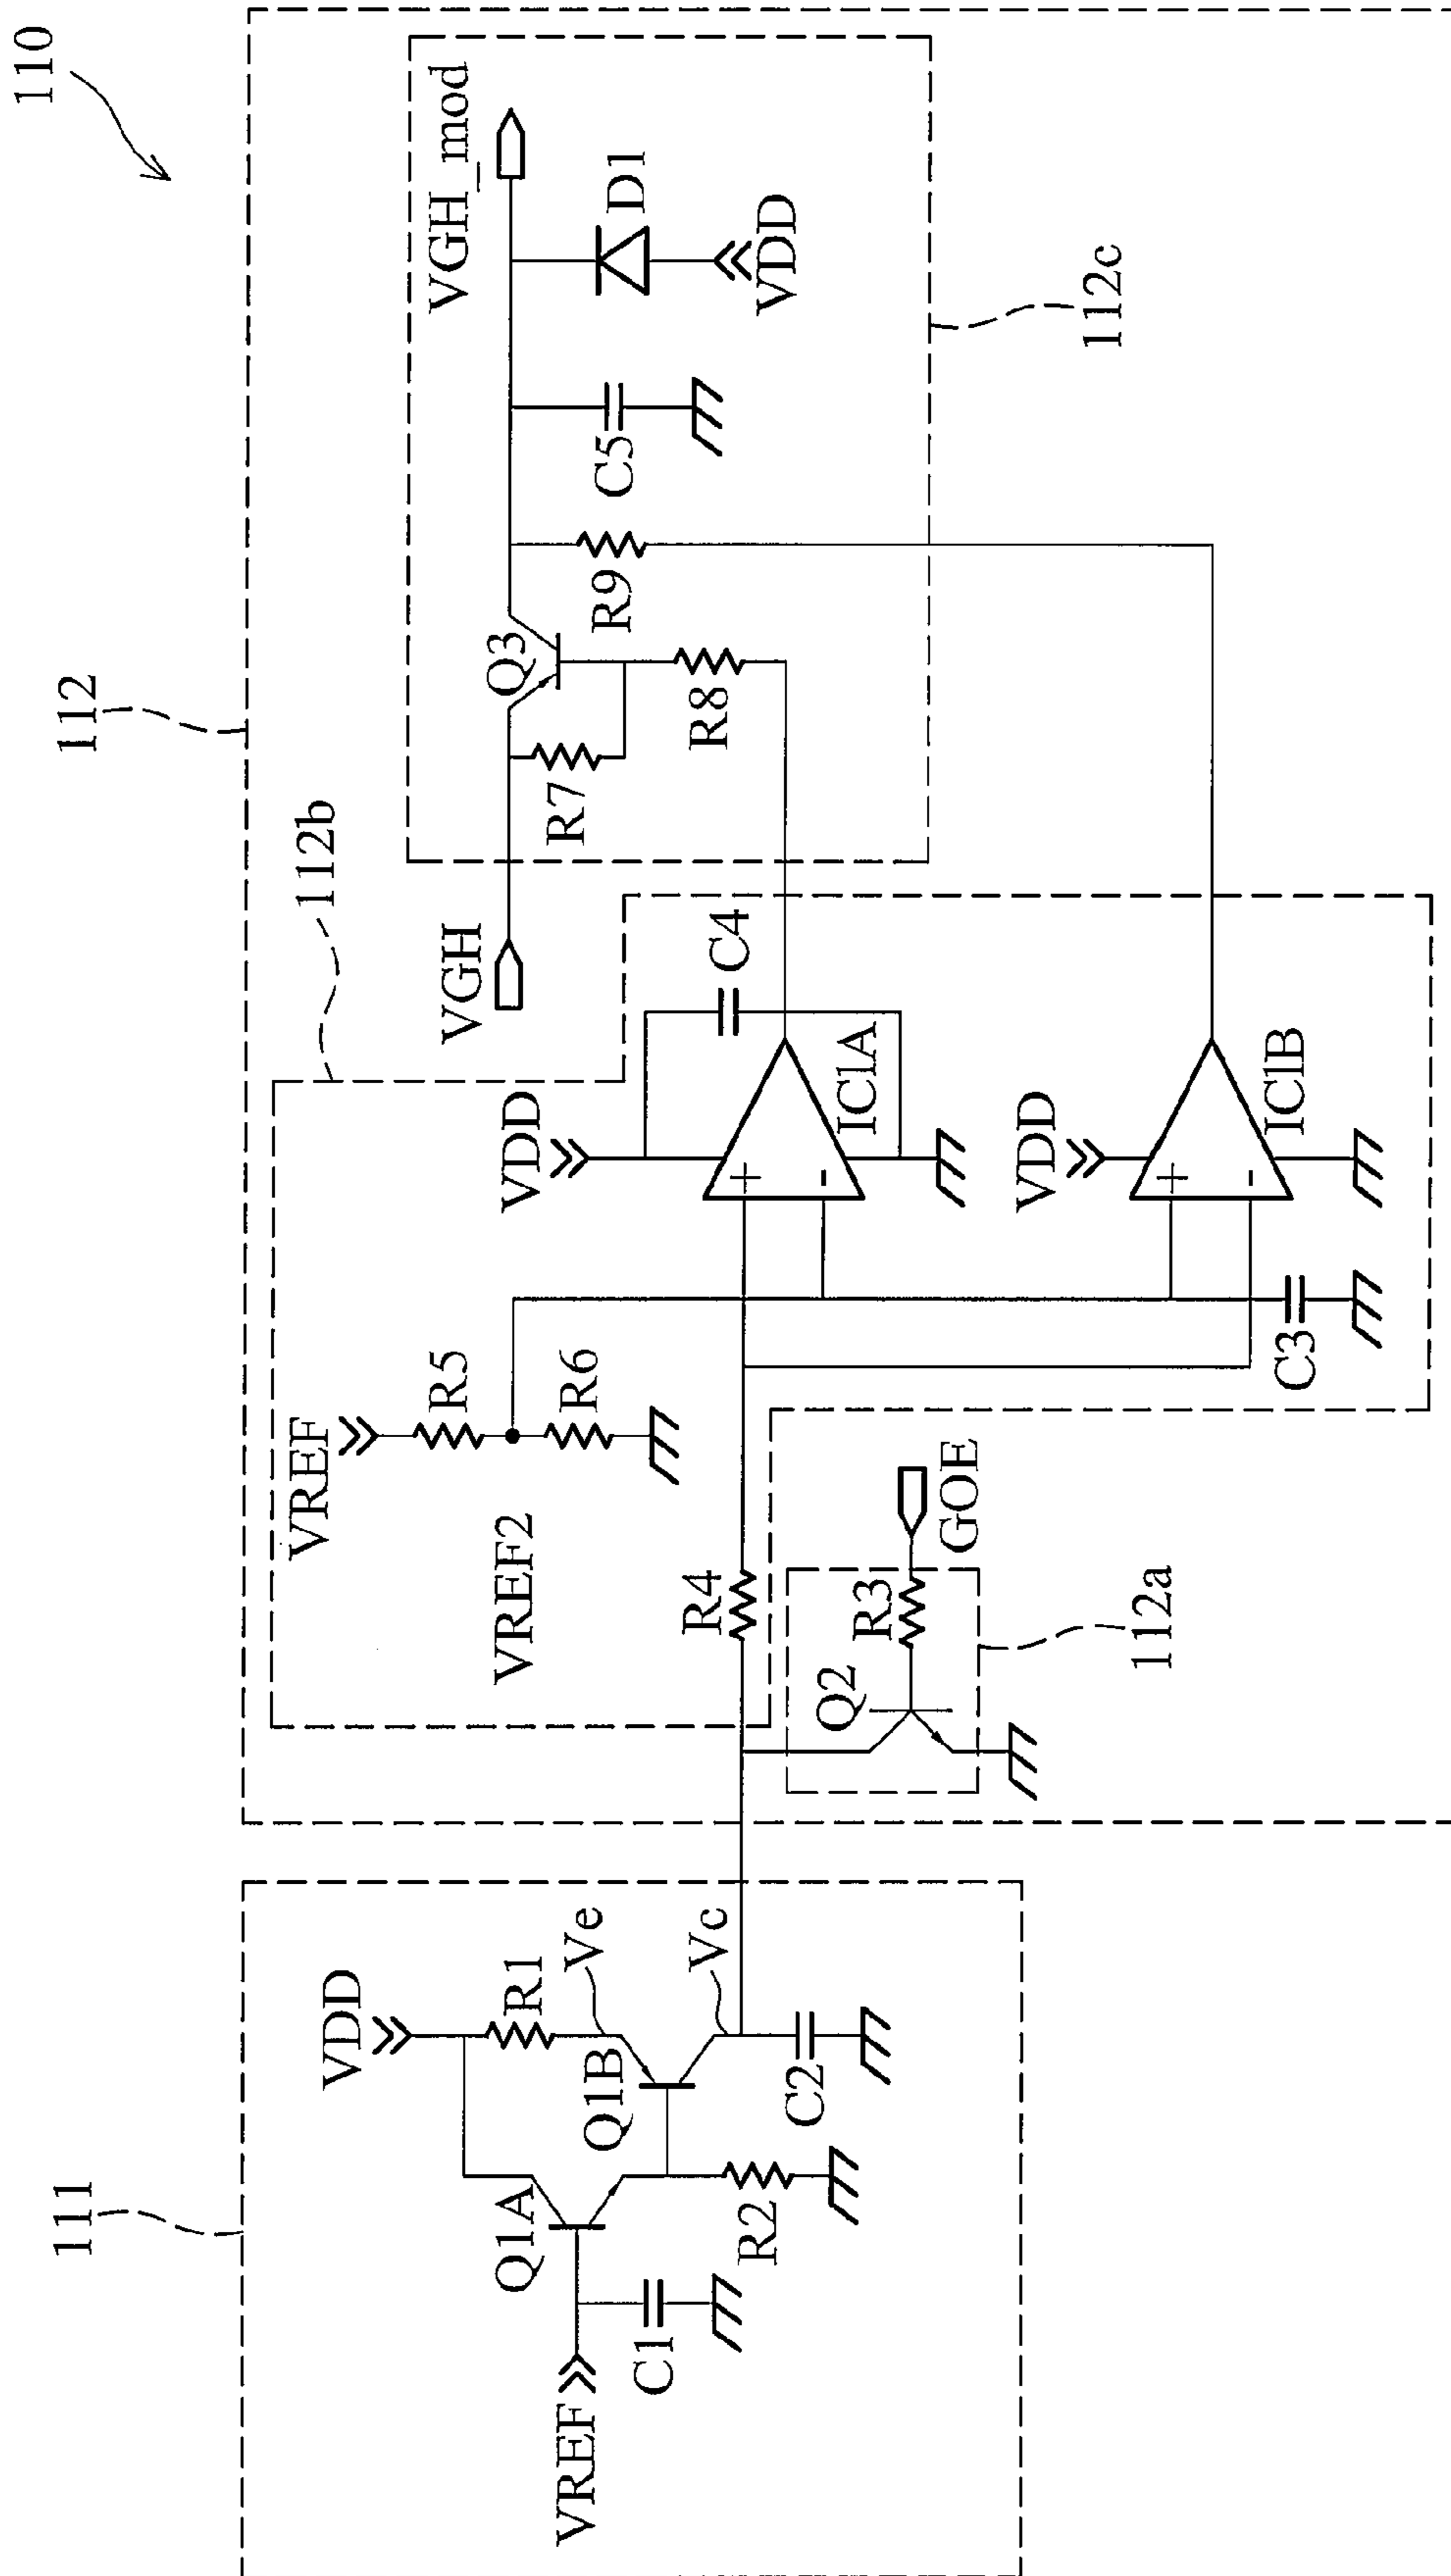 110
112
112b
VGH_mod
D1
VDD
C5
R9
Q3
R7
R8
VGH
112c
VREF
R5
R6
VREF2
VDD
C4
IC1A
VDD
IC1B
C3
R4
Q2
R3
GOE
112a
111
VDD
R1
Ve
Q1B
Vc
C2
Q1A
R2
C1
VREF
+
-
+
-